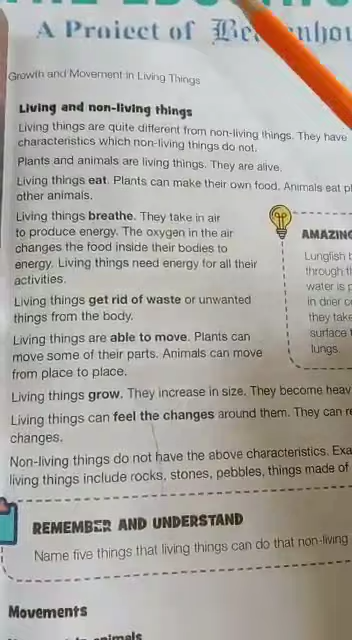 A Project of Be
Growth and Movement in Living Things
Living and non-living things
Living things are quite different from non-living things. They have
characteristics which non-living things do not.
Plants and animals are living things. They are alive.
Living things eat. Plants can make their own food. Animals eat pl
other animals.
Living things breathe. They take in air
to produce energy. The oxygen in the air
changes the food inside their bodies to
energy. Living things need energy for all their
activities.
Living things get rid of waste or unwanted
things from the body.
Living things are able to move. Plants can
move some of their parts. Animals can move
from place to place.
AMAZING
Lungfish
through th
water is p
in drier co
they take
surface
lungs.
Living things grow. They increase in size. They become heav
Living things can feel the changes around them. They can re
changes.
Non-living things do not have the above characteristics. Exa
living things include rocks, stones, pebbles, things made of
REMEMBER AND UNDERSTAND
Name five things that living things can do that non-living
Movements
animals